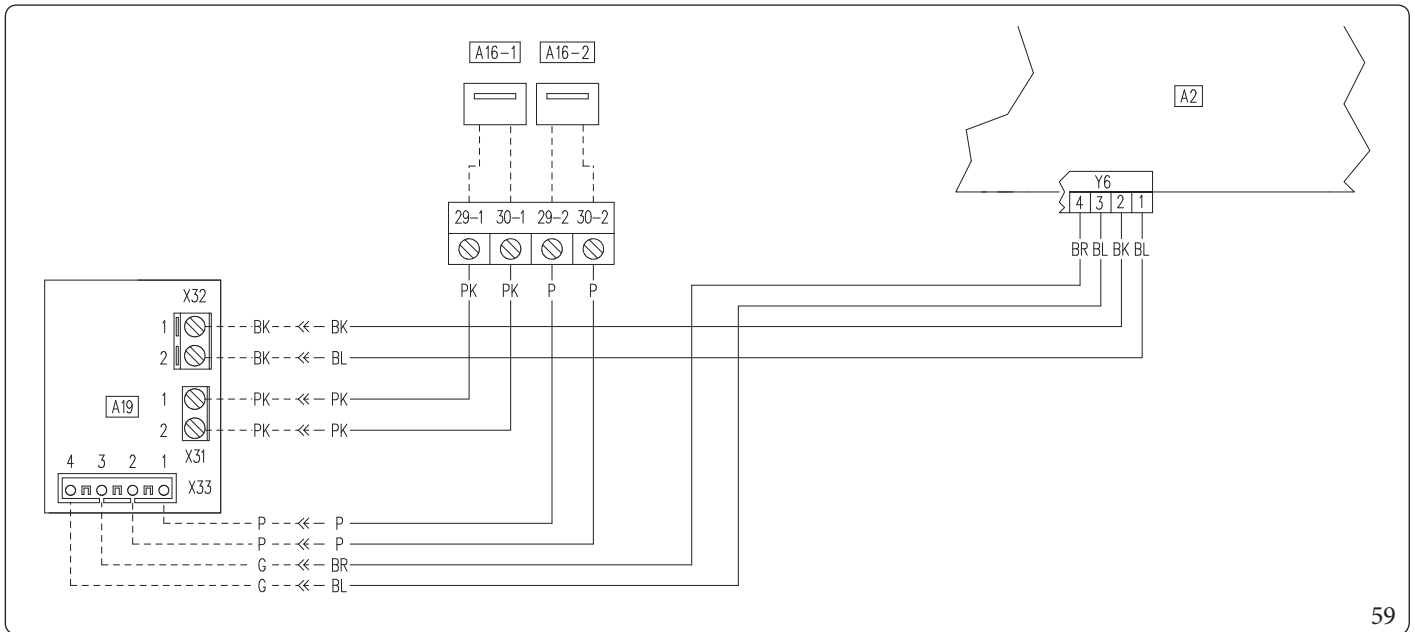 A16-1 A16-2
A2
Y6
4 3 2 1
29-1 30-1 29-2 30-2
BR BL BK BL
PK PK P P
X32
1 BK BK
2 BK BL
A19
1 PK PK
2 PK PK
X31
4 3 2 1
X33
P P
P P
G BR
G BL
59